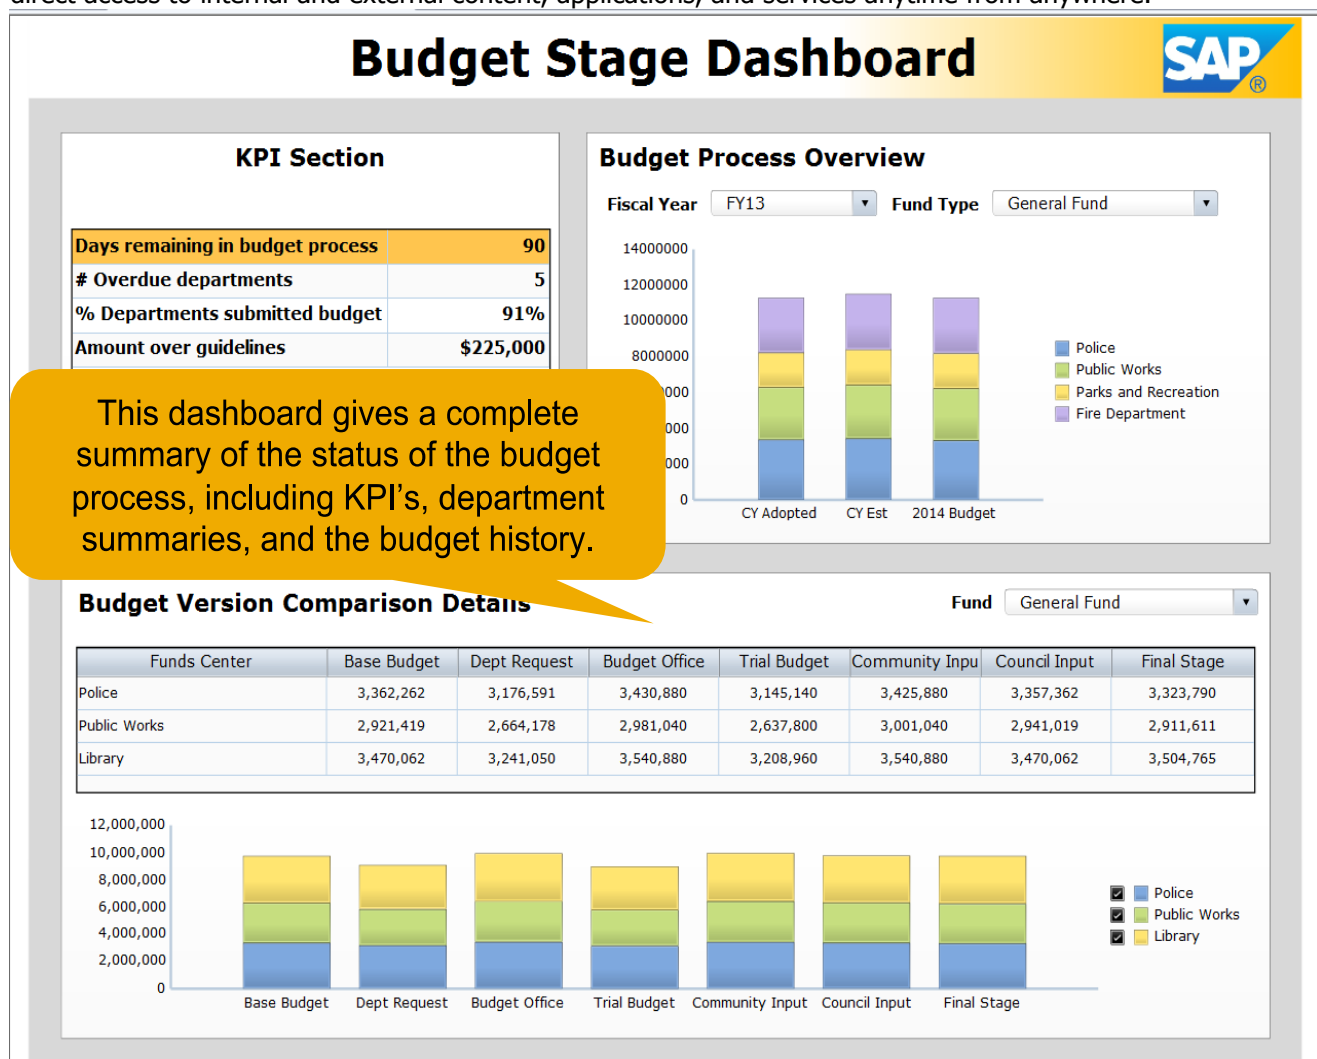 Budget Stage Dashboard
SAP
®
KPI Section
Days remaining in budget process 90
# Overdue departments 5
% Departments submitted budget 91%
Amount over guidelines $225,000
This dashboard gives a complete
summary of the status of the budget
process, including KPI's, department
summaries, and the budget history.
Budget Process Overview
Fiscal Year FY13 Fund Type General Fund
14000000
12000000
10000000
8000000
0
CY Adopted CY Est 2014 Budget
Police
Public Works
Parks and Recreation
Fire Department
Budget Version Comparison Details
Fund General Fund
Funds Center Base Budget Dept Request Budget Office Trial Budget Community Inpu Council Input Final Stage
Police 3,362,262 3,176,591 3,430,880 3,145,140 3,425,880 3,357,362 3,323,790
Public Works 2,921,419 2,664,178 2,981,040 2,637,800 3,001,040 2,941,019 2,911,611
Library 3,470,062 3,241,050 3,540,880 3,208,960 3,540,880 3,470,062 3,504,765
12,000,000
10,000,000
8,000,000
6,000,000
4,000,000
2,000,000
0
Base Budget Dept Request Budget Office Trial Budget Community Input Council Input Final Stage
Police
Public Works
Library